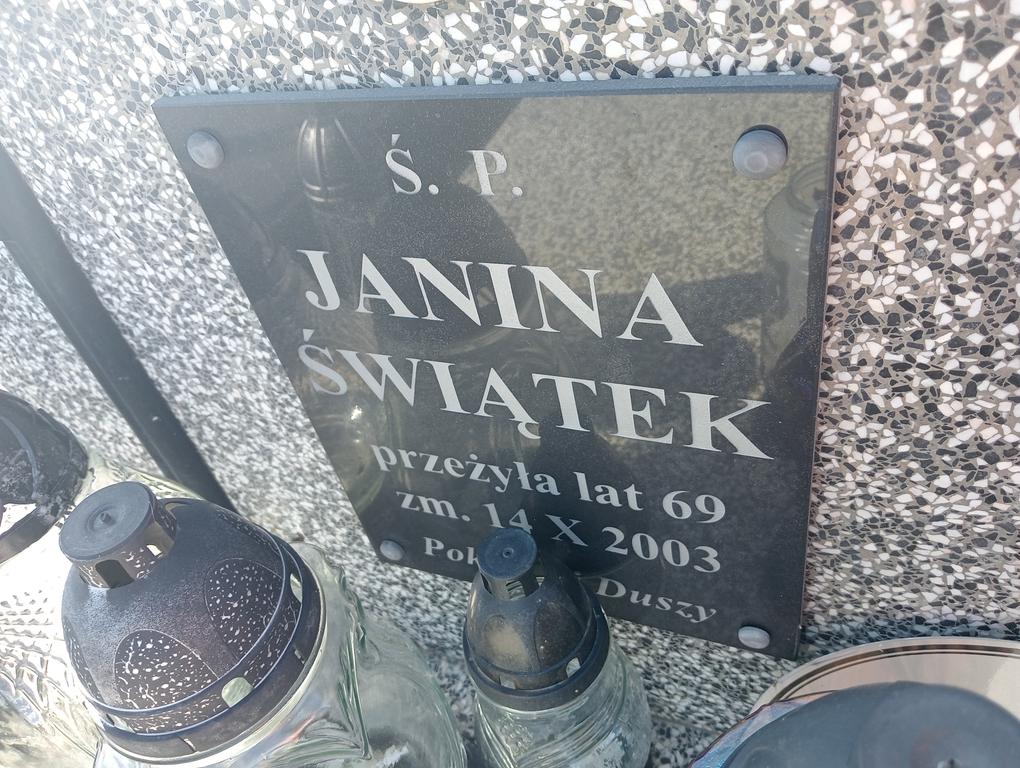 Ś. P.
JANINA
ŚWIĄTEK
przeżyła lat 69
zm. 14 X 2003
Duszy